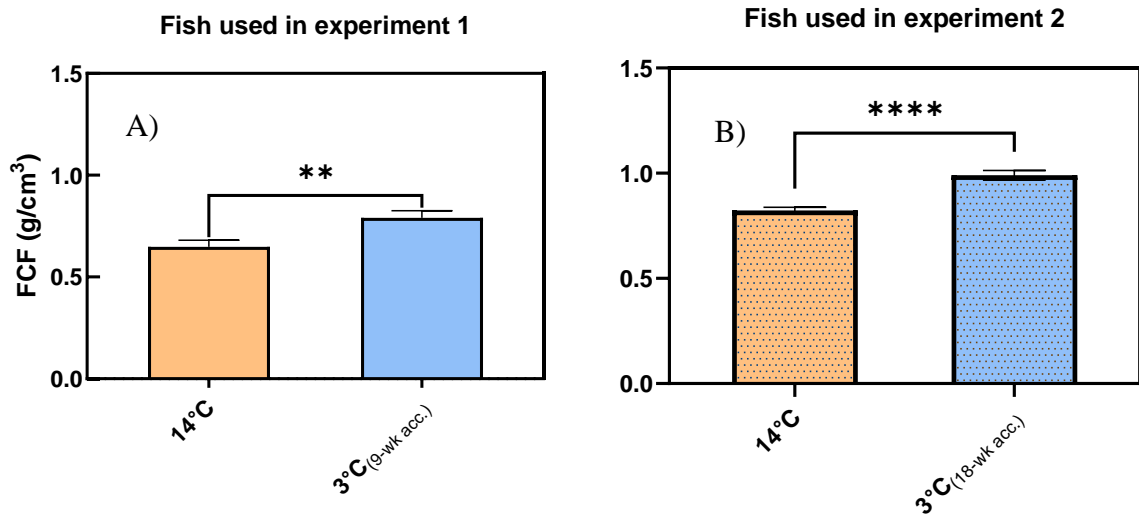 Fish used in experiment 1
FCF (g/cm³)
1.5
1.0
0.5
0.0
A)
**
14°C
3°C(9-wk acc.)
Fish used in experiment 2
1.5
1.0
0.5
0.0
B)
****
14°C
3°C(18-wk acc.)